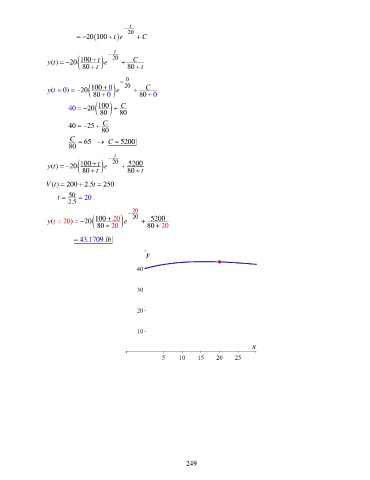 = −20(100 + t)e^(−t/20) + C
y(t) = −20((100 + t)/(80 + t))e^(−t/20) + C/(80 + t)
y(t = 0) = −20((100 + 0)/(80 + 0))e^(−0/20) + C/(80 + 0)
40 = −20(100/80) + C/80
40 = −25 + C/80
C/80 = 65 → C = 5200|
y(t) = −20((100 + t)/(80 + t))e^(−t/20) + 5200/(80 + t)
V(t) = 200 + 2.5t = 250
t = 50/2.5 = 20
y(t = 20) = −20((100 + 20)/(80 + 20))e^(−20/20) + 5200/(80 + 20)
= 43.1709 lb|
y
40
30
20
10
x
5 10 15 20 25
249